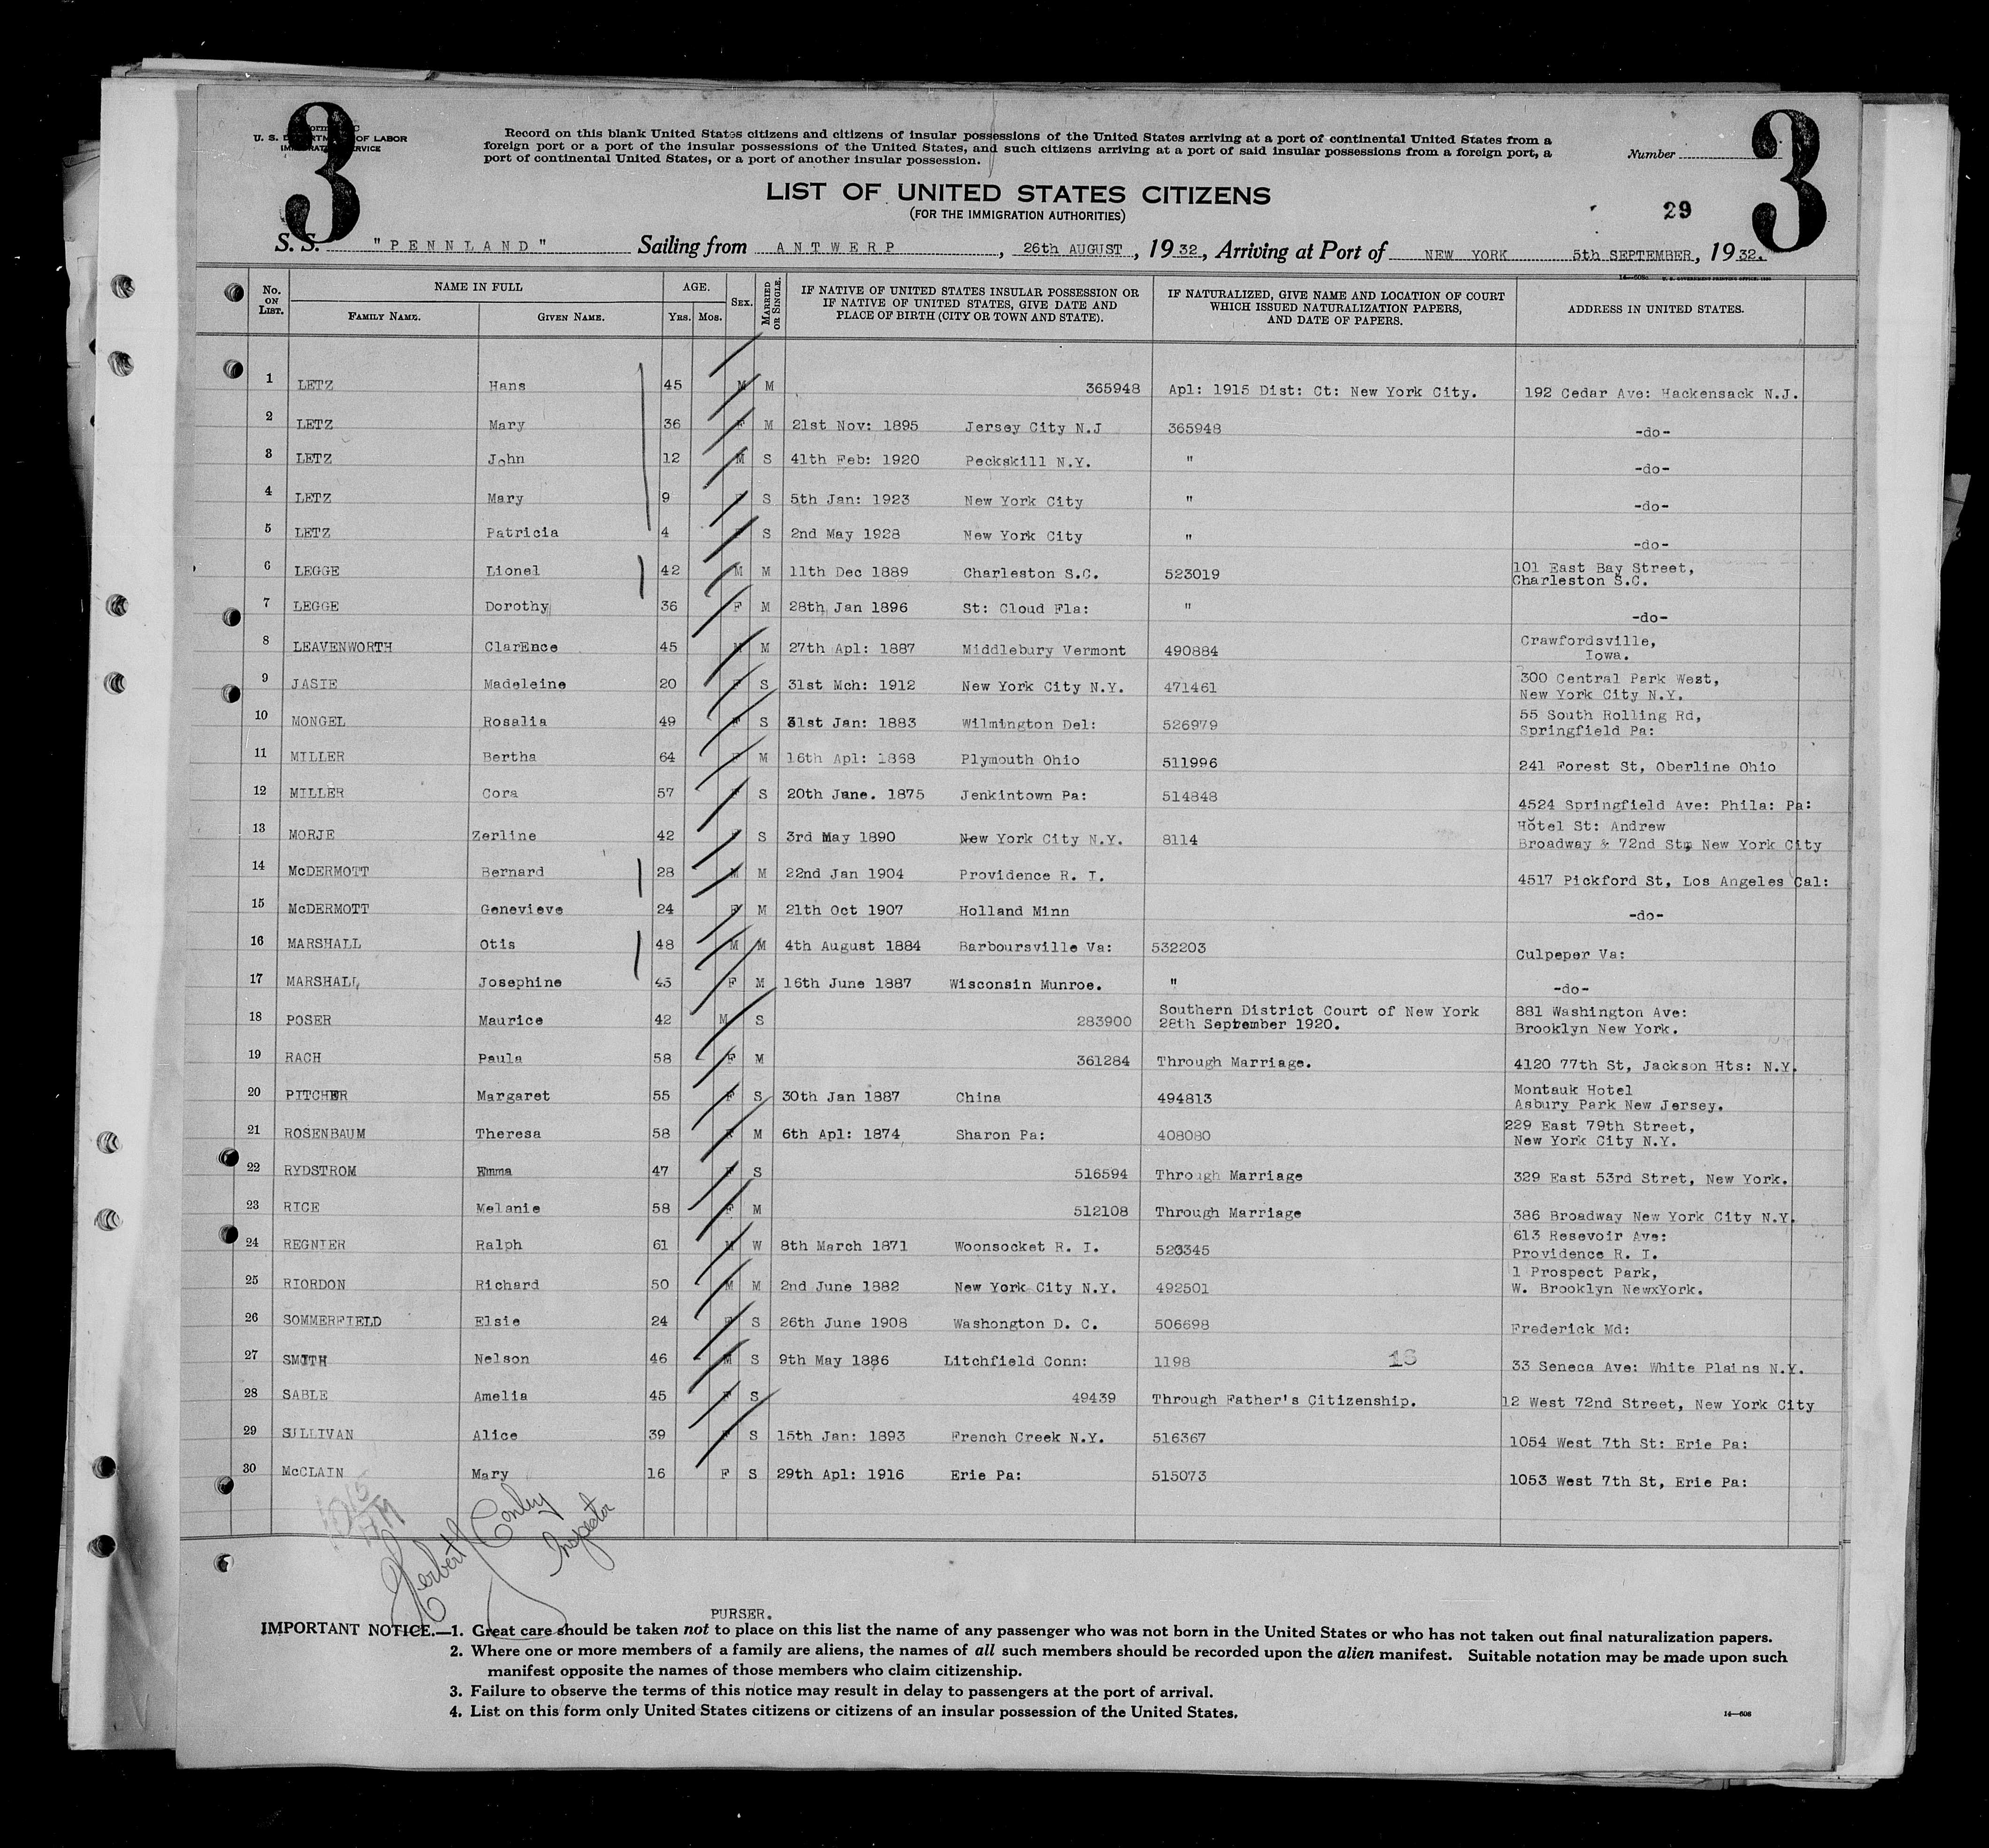 3
3
U. S. DEPARTMENT OF LABOR
IMMIGRATION SERVICE
Record on this blank United States citizens and citizens of insular possessions of the United States arriving at a port of continental United States from a
foreign port or a port of the insular possessions of the United States, and such citizens arriving at a port of said insular possessions from a foreign port, a
port of continental United States, or a port of another insular possession.
Number
LIST OF UNITED STATES CITIZENS
(FOR THE IMMIGRATION AUTHORITIES)
29
S. S. "PENNLAND" Sailing from ANTWERP, 26th AUGUST, 1932, Arriving at Port of NEW YORK 5th SEPTEMBER, 1932.
No. ON LIST. NAME IN FULL FAMILY NAME. GIVEN NAME. AGE. Yrs. Mos. SEX. MARRIED OR SINGLE. IF NATIVE OF UNITED STATES INSULAR POSSESSION OR IF NATIVE OF UNITED STATES, GIVE DATE AND PLACE OF BIRTH (CITY OR TOWN AND STATE). IF NATURALIZED, GIVE NAME AND LOCATION OF COURT WHICH ISSUED NATURALIZATION PAPERS, AND DATE OF PAPERS. ADDRESS IN UNITED STATES.
1 LETZ Hans 45 M M 365948 Apl: 1915 Dist: Ct: New York City. 192 Cedar Ave: Hackensack N.J.
2 LETZ Mary 36 F M 21st Nov: 1895 Jersey City N.J 365948 -do-
3 LETZ John 12 M S 41th Feb: 1920 Peckskill N.Y. " -do-
4 LETZ Mary 9 F S 5th Jan: 1923 New York City " -do-
5 LETZ Patricia 4 F S 2nd May 1928 New York City " -do-
6 LEGGE Lionel 42 M M 11th Dec 1889 Charleston S.C. 523019 101 East Bay Street, Charleston S.C.
7 LEGGE Dorothy 36 F M 28th Jan 1896 St: Cloud Fla: " -do-
8 LEAVENWORTH ClarEnce 45 M M 27th Apl: 1887 Middlebury Vermont 490884 Crawfordsville, Iowa.
9 JASIE Madeleine 20 F S 31st Mch: 1912 New York City N.Y. 471461 300 Central Park West, New York City N.Y.
10 MONGEL Rosalia 49 F S 31st Jan: 1883 Wilmington Del: 526979 55 South Rolling Rd, Springfield Pa:
11 MILLER Bertha 64 F M 16th Apl: 1868 Plymouth Ohio 511996 241 Forest St, Oberline Ohio
12 MILLER Cora 57 F S 20th June. 1875 Jenkintown Pa: 514848 4524 Springfield Ave: Phila: Pa:
13 MORJE Zerline 42 F S 3rd May 1890 New York City N.Y. 8114 Hotel St: Andrew Broadway & 72nd St, New York City
14 McDERMOTT Bernard 28 M M 22nd Jan 1904 Providence R. I. 4517 Pickford St, Los Angeles Cal:
15 McDERMOTT Genevieve 24 F M 21th Oct 1907 Holland Minn -do-
16 MARSHALL Otis 48 M M 4th August 1884 Barboursville Va: 532203 Culpeper Va:
17 MARSHALL Josephine 45 F M 16th June 1887 Wisconsin Munroe. " -do-
18 POSER Maurice 42 M S 283900 Southern District Court of New York 28th September 1920. 881 Washington Ave: Brooklyn New York.
19 RACH Paula 58 F M 361284 Through Marriage. 4120 77th St, Jackson Hts: N.Y.
20 PITCHER Margaret 55 F S 30th Jan 1887 China 494813 Montauk Hotel Asbury Park New Jersey.
21 ROSENBAUM Theresa 58 F M 6th Apl: 1874 Sharon Pa: 408080 229 East 79th Street, New York City N.Y.
22 RYDSTROM Emma 47 F S 516594 Through Marriage 329 East 53rd Stret, New York.
23 RICE Melanie 58 F M 512108 Through Marriage 386 Broadway New York City N.Y.
24 REGNIER Ralph 61 M W 8th March 1871 Woonsocket R. I. 520345 613 Resevoir Ave: Providence R. I.
25 RIORDON Richard 50 M M 2nd June 1882 New York City N.Y. 492501 1 Prospect Park, W. Brooklyn NewxYork.
26 SOMMERFIELD Elsie 24 F S 26th June 1908 Washongton D. C. 506698 Frederick Md:
27 SMITH Nelson 46 M S 9th May 1886 Litchfield Conn: 1198 16 33 Seneca Ave: White Plains N.Y.
28 SABLE Amelia 45 F S 49439 Through Father's Citizenship. 12 West 72nd Street, New York City
29 SULLIVAN Alice 39 F S 15th Jan: 1893 French Creek N.Y. 516367 1054 West 7th St: Erie Pa:
30 McCLAIN Mary 16 F S 29th Apl: 1916 Erie Pa: 515073 1053 West 7th St, Erie Pa:
Herbert Conley
Inspector
PURSER.
IMPORTANT NOTICE.—1. Great care should be taken not to place on this list the name of any passenger who was not born in the United States or who has not taken out final naturalization papers.
2. Where one or more members of a family are aliens, the names of all such members should be recorded upon the alien manifest. Suitable notation may be made upon such
manifest opposite the names of those members who claim citizenship.
3. Failure to observe the terms of this notice may result in delay to passengers at the port of arrival.
4. List on this form only United States citizens or citizens of an insular possession of the United States.
14—608